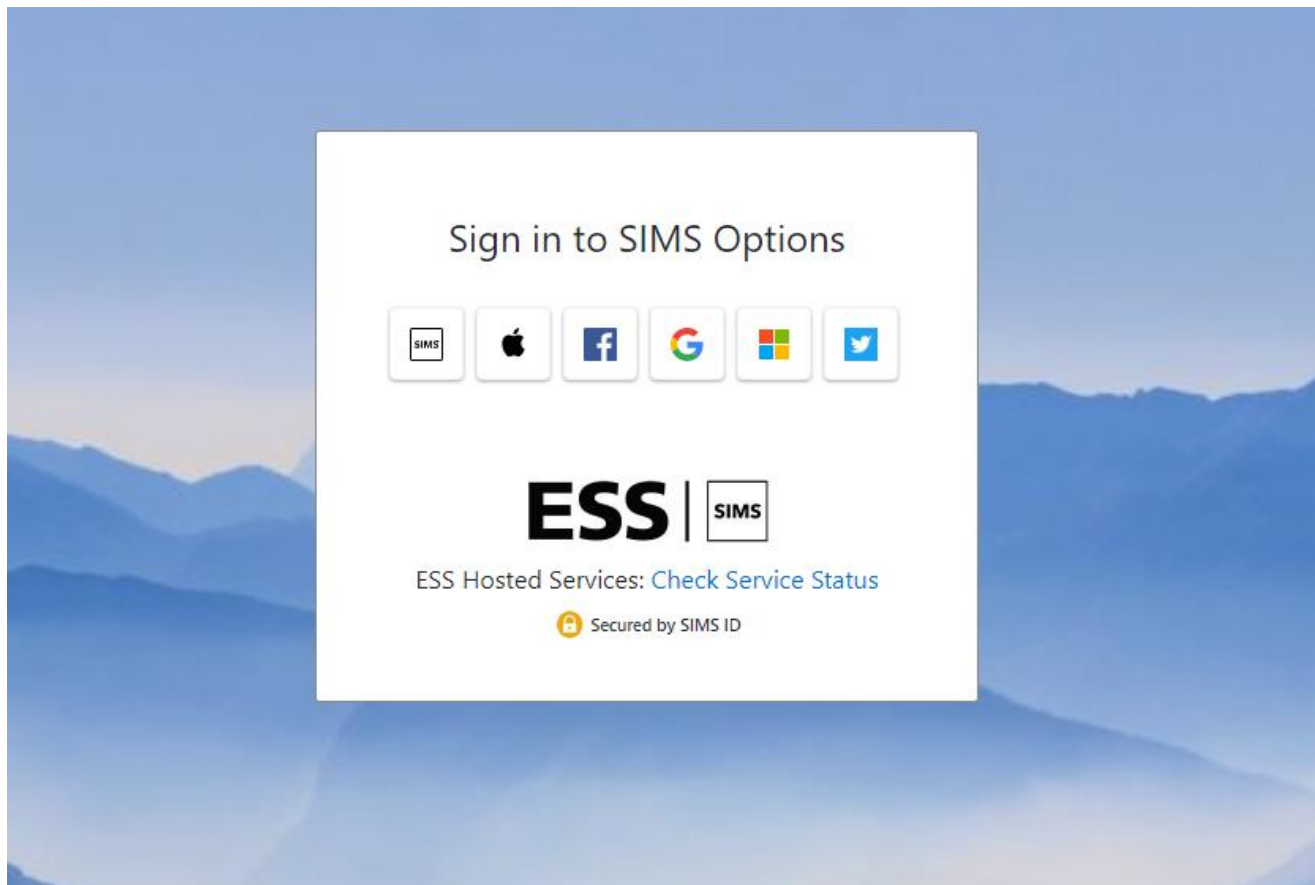 Sign in to SIMS Options
SIMS
ESS | SIMS
ESS Hosted Services: Check Service Status
Secured by SIMS ID